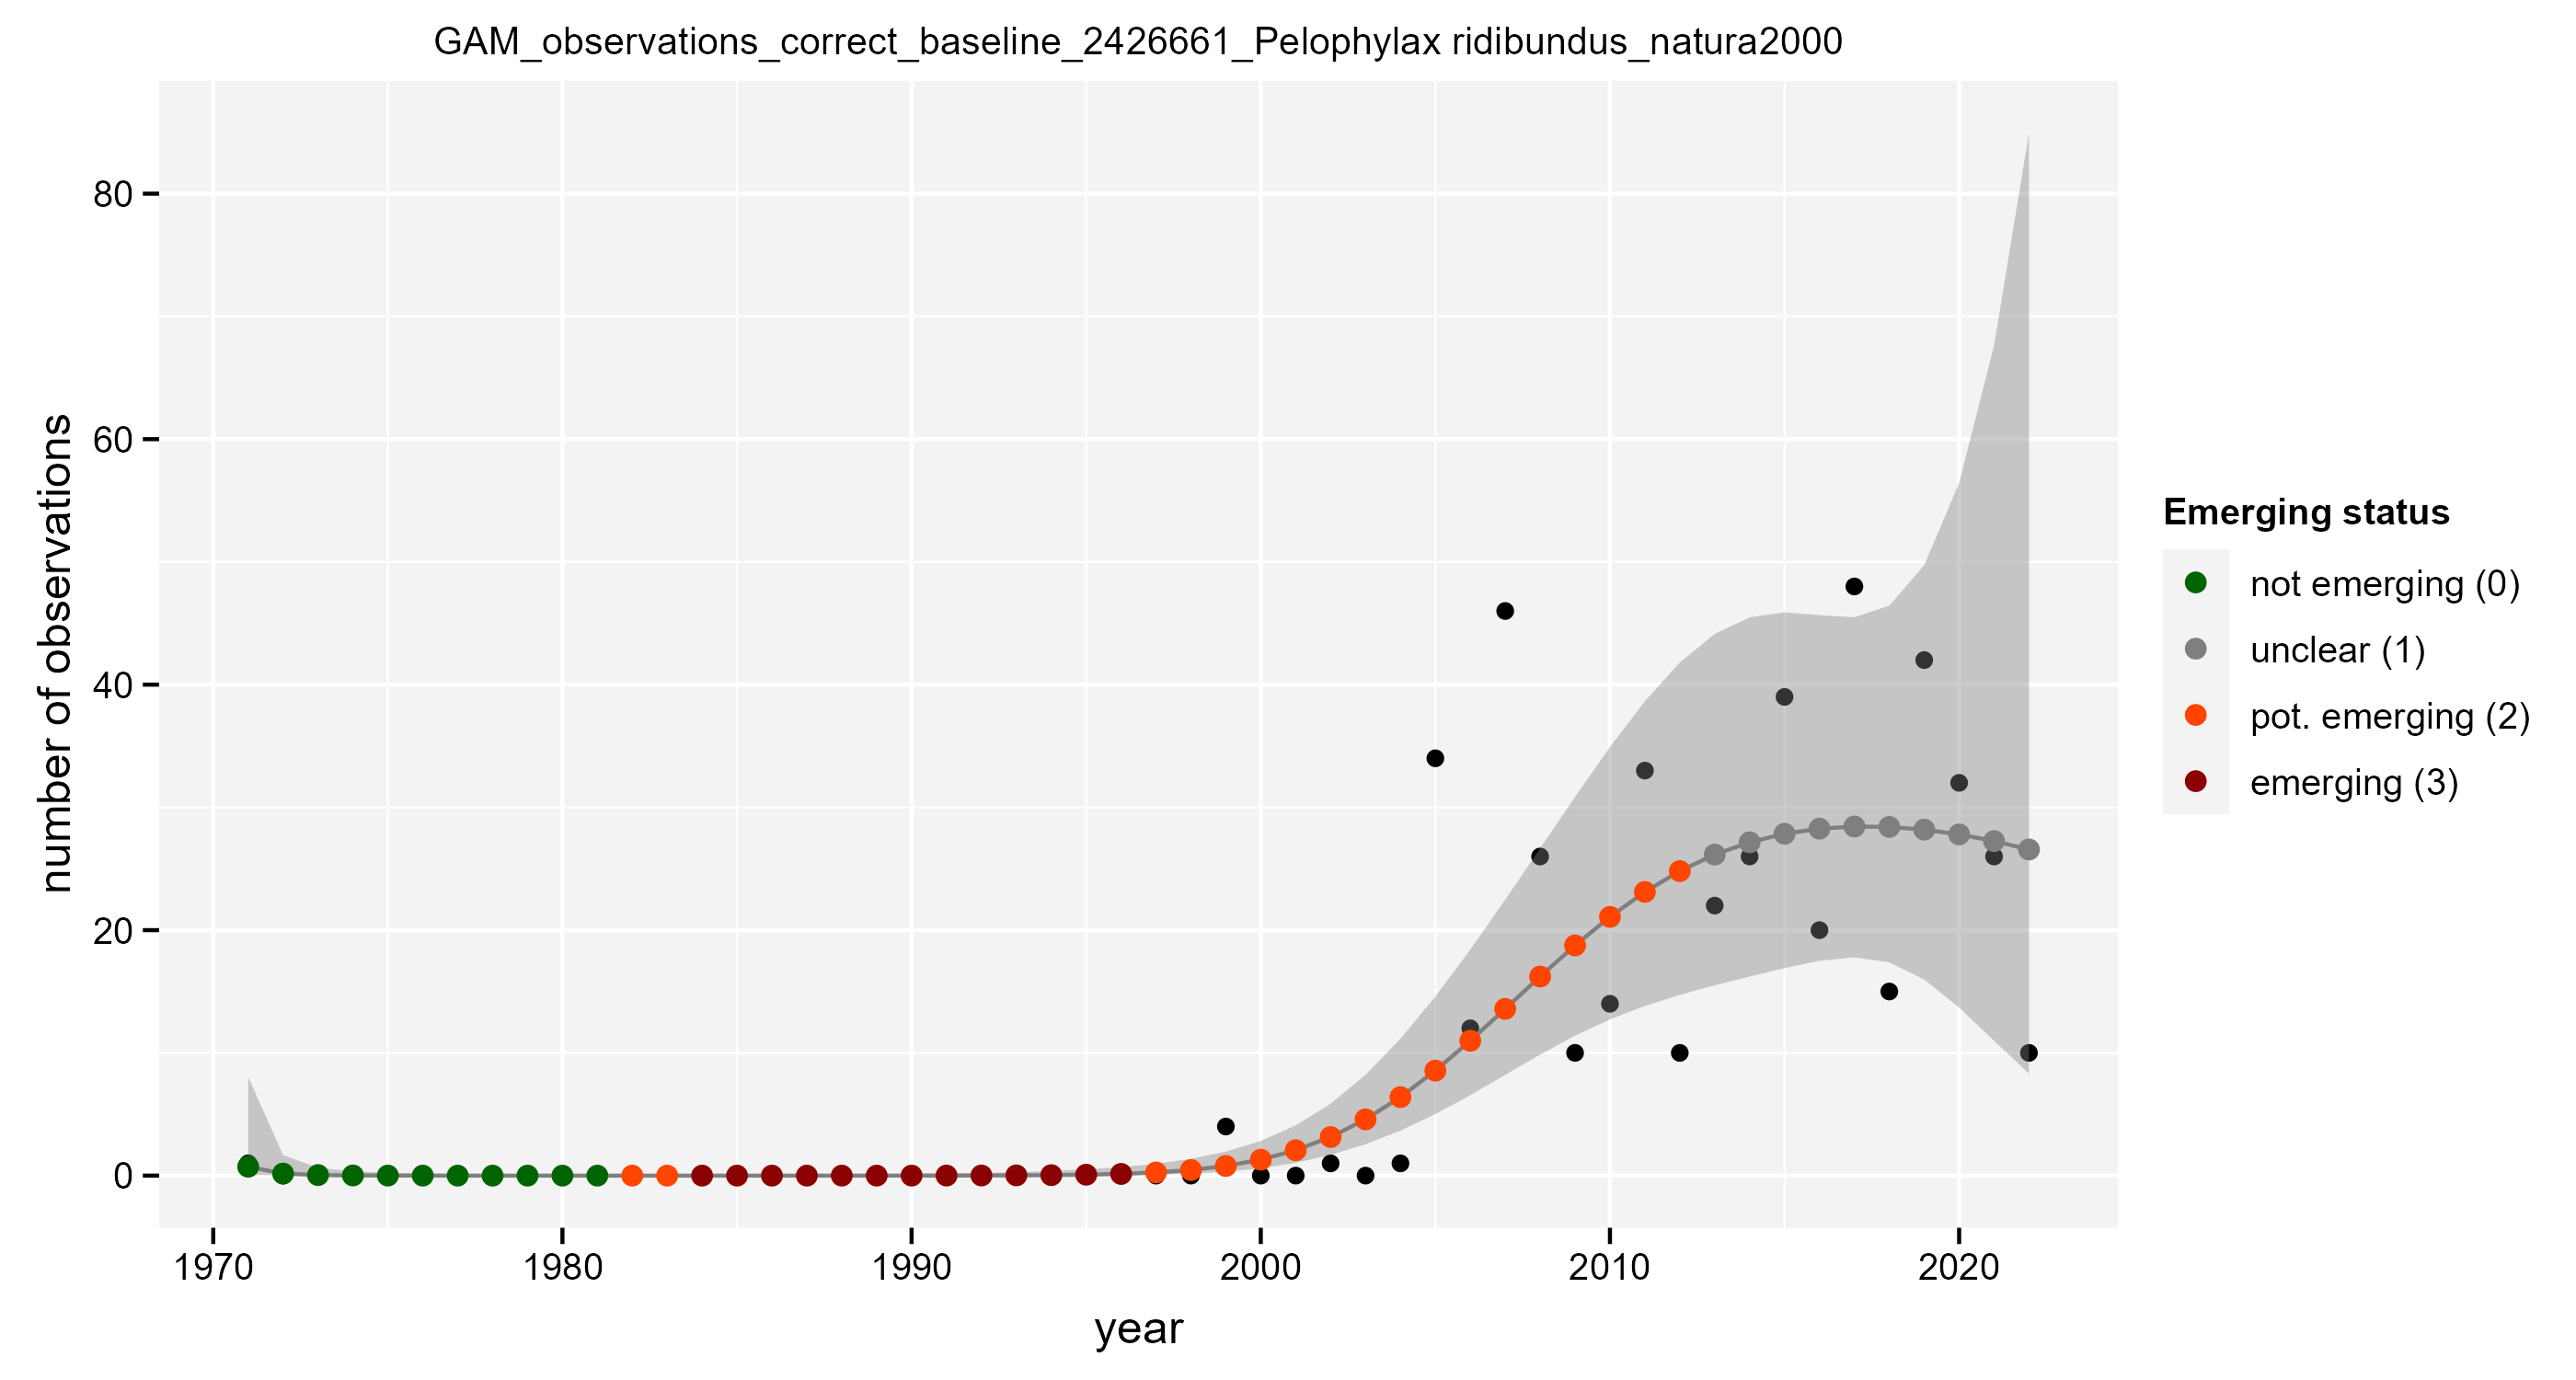 GAM_observations_correct_baseline_2426661_Pelophylax ridibundus_natura2000
number of observations
80
60
40
20
0
1970 1980 1990 2000 2010 2020
year
Emerging status
not emerging (0)
unclear (1)
pot. emerging (2)
emerging (3)